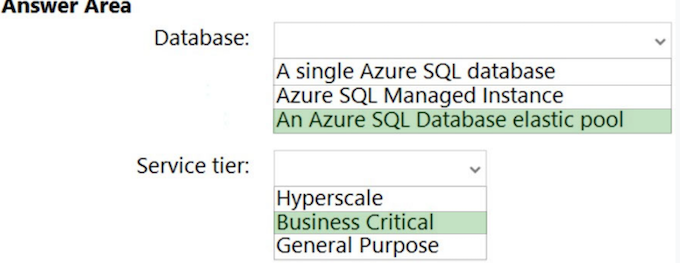 Answer Area
Database:
A single Azure SQL database
Azure SQL Managed Instance
An Azure SQL Database elastic pool
Service tier:
Hyperscale
Business Critical
General Purpose